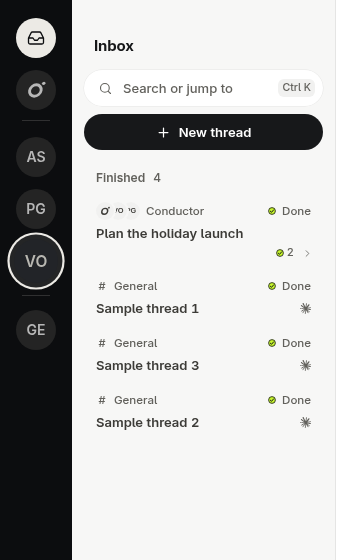 Inbox
Search or jump to Ctrl K
New thread
AS
PG
VO
GE
Finished 4
Conductor Done
Plan the holiday launch
2
# General Done
Sample thread 1
# General Done
Sample thread 3
# General Done
Sample thread 2